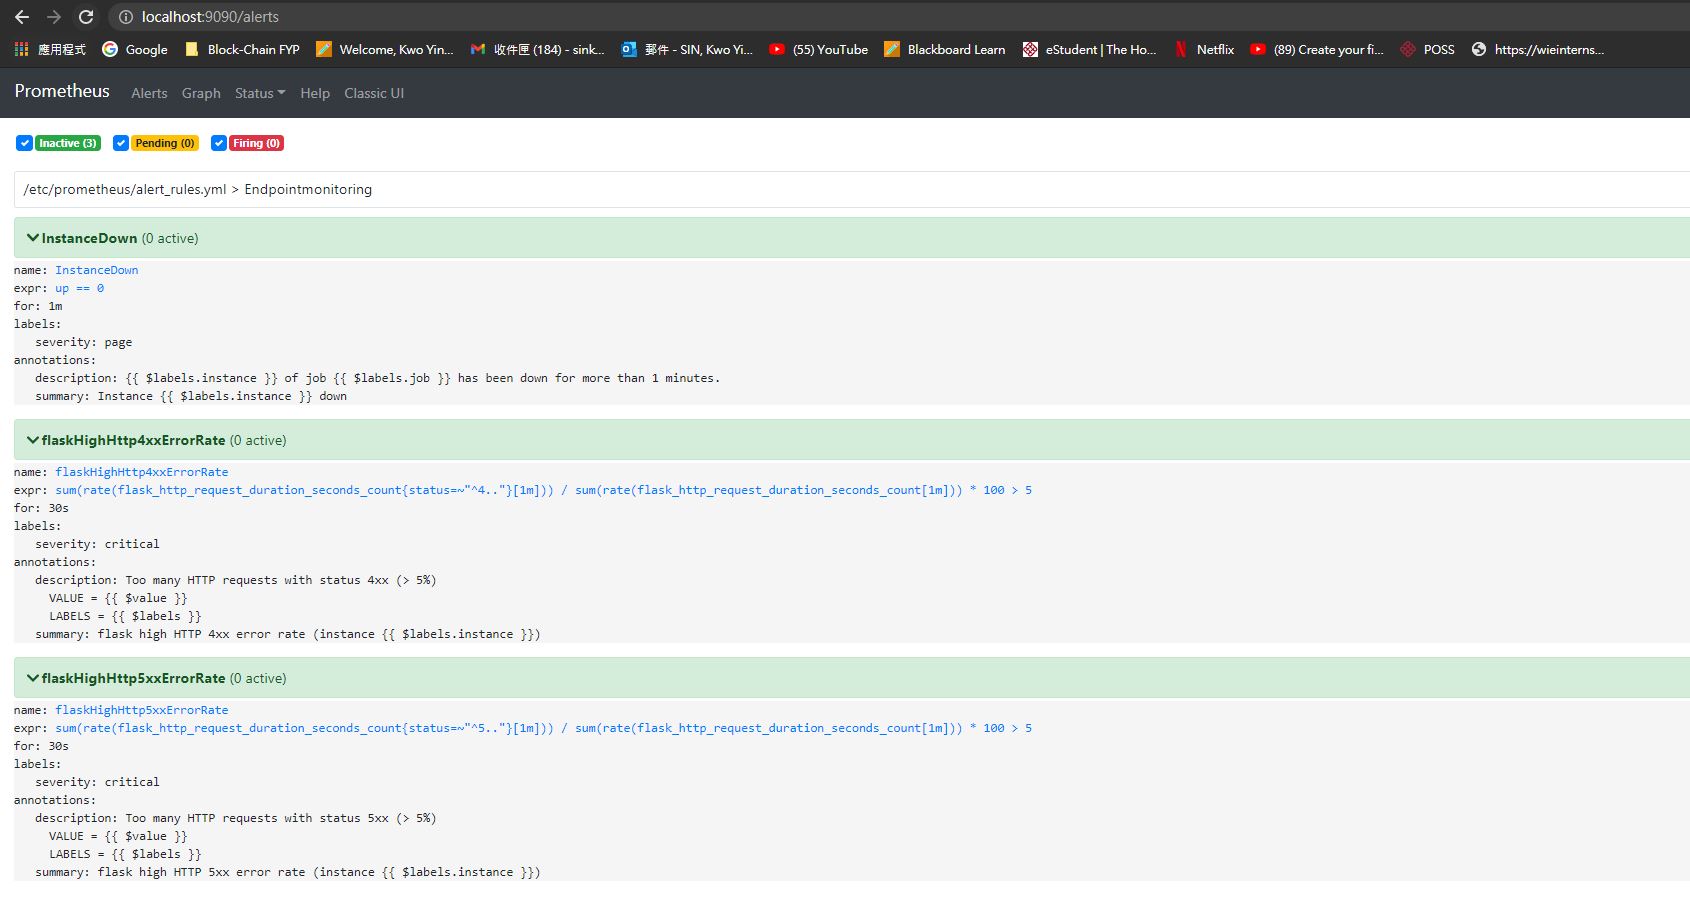 localhost:9090/alerts
應用程式 Google Block-Chain FYP Welcome, Kwo Yin... 收件匣 (184) - sink... 郵件 - SIN, Kwo Yi... (55) YouTube Blackboard Learn eStudent | The Ho... Netflix (89) Create your fi... POSS https://wieinterns...
Prometheus Alerts Graph Status Help Classic UI
Inactive (3) Pending (0) Firing (0)
/etc/prometheus/alert_rules.yml > Endpointmonitoring
InstanceDown (0 active)
name: InstanceDown
expr: up == 0
for: 1m
labels:
severity: page
annotations:
description: {{ $labels.instance }} of job {{ $labels.job }} has been down for more than 1 minutes.
summary: Instance {{ $labels.instance }} down
flaskHighHttp4xxErrorRate (0 active)
name: flaskHighHttp4xxErrorRate
expr: sum(rate(flask_http_request_duration_seconds_count{status=~"^4.."}[1m])) / sum(rate(flask_http_request_duration_seconds_count[1m])) * 100 > 5
for: 30s
labels:
severity: critical
annotations:
description: Too many HTTP requests with status 4xx (> 5%)
VALUE = {{ $value }}
LABELS = {{ $labels }}
summary: flask high HTTP 4xx error rate (instance {{ $labels.instance }})
flaskHighHttp5xxErrorRate (0 active)
name: flaskHighHttp5xxErrorRate
expr: sum(rate(flask_http_request_duration_seconds_count{status=~"^5.."}[1m])) / sum(rate(flask_http_request_duration_seconds_count[1m])) * 100 > 5
for: 30s
labels:
severity: critical
annotations:
description: Too many HTTP requests with status 5xx (> 5%)
VALUE = {{ $value }}
LABELS = {{ $labels }}
summary: flask high HTTP 5xx error rate (instance {{ $labels.instance }})